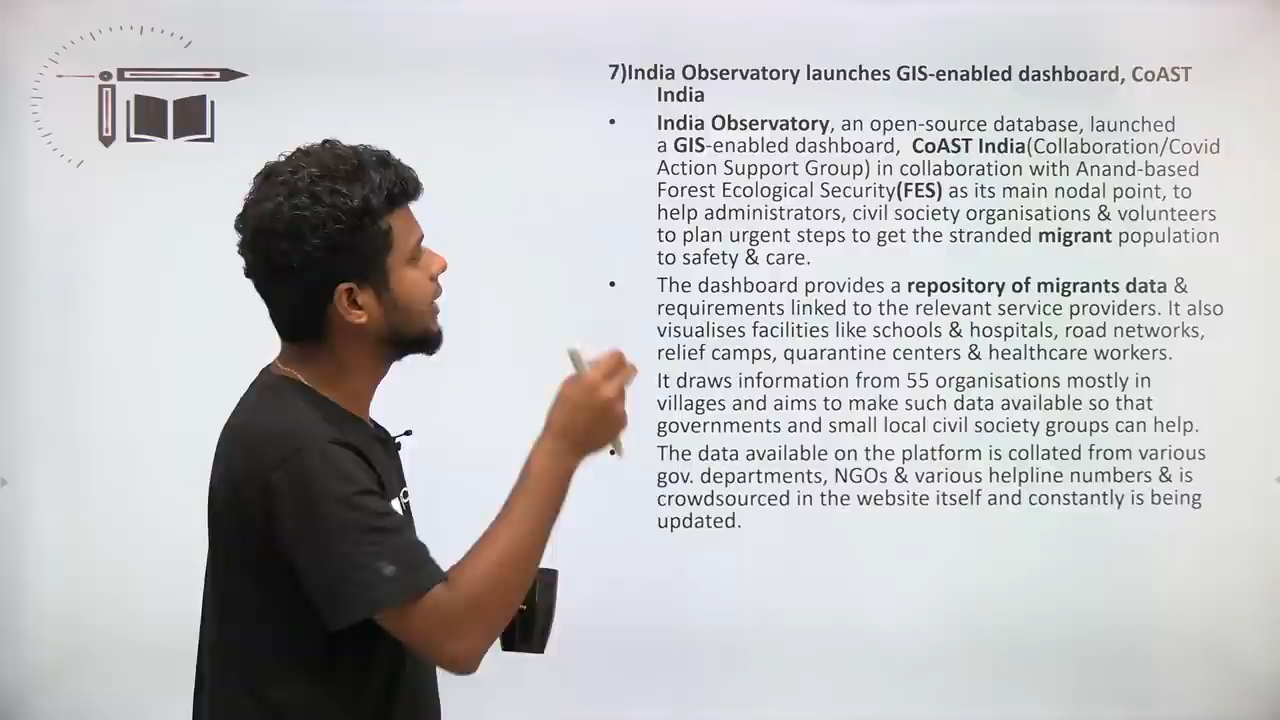 7)India Observatory launches GIS-enabled dashboard, CoAST
India
• India Observatory, an open-source database, launched
a GIS-enabled dashboard, CoAST India(Collaboration/Covid
Action Support Group) in collaboration with Anand-based
Forest Ecological Security(FES) as its main nodal point, to
help administrators, civil society organisations & volunteers
to plan urgent steps to get the stranded migrant population
to safety & care.
• The dashboard provides a repository of migrants data &
requirements linked to the relevant service providers. It also
visualises facilities like schools & hospitals, road networks,
relief camps, quarantine centers & healthcare workers.
It draws information from 55 organisations mostly in
villages and aims to make such data available so that
governments and small local civil society groups can help.
• The data available on the platform is collated from various
gov. departments, NGOs & various helpline numbers & is
crowdsourced in the website itself and constantly is being
updated.